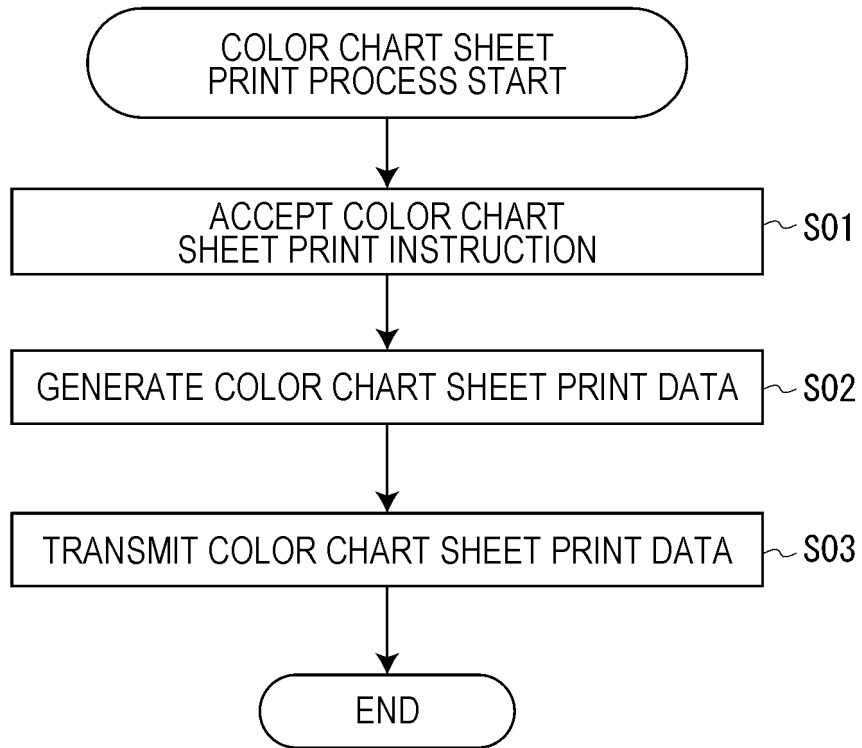 COLOR CHART SHEET
PRINT PROCESS START
ACCEPT COLOR CHART
SHEET PRINT INSTRUCTION
S01
GENERATE COLOR CHART SHEET PRINT DATA
S02
TRANSMIT COLOR CHART SHEET PRINT DATA
S03
END